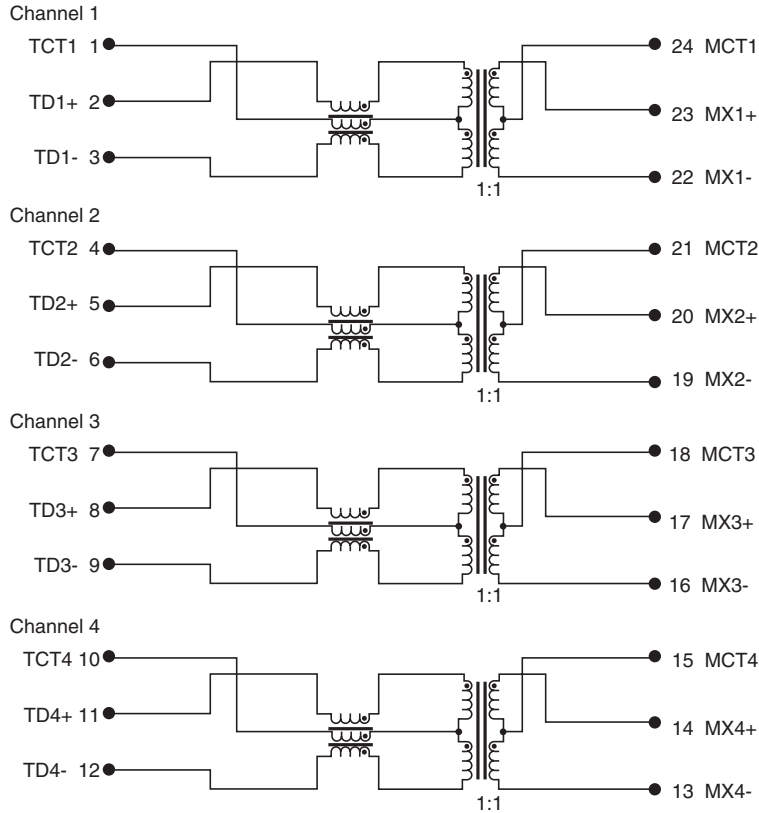 Channel 1
TCT1 1
24 MCT1
TD1+ 2
23 MX1+
TD1- 3
22 MX1-
1:1
Channel 2
TCT2 4
21 MCT2
TD2+ 5
20 MX2+
TD2- 6
19 MX2-
1:1
Channel 3
TCT3 7
18 MCT3
TD3+ 8
17 MX3+
TD3- 9
16 MX3-
1:1
Channel 4
TCT4 10
15 MCT4
TD4+ 11
14 MX4+
TD4- 12
13 MX4-
1:1